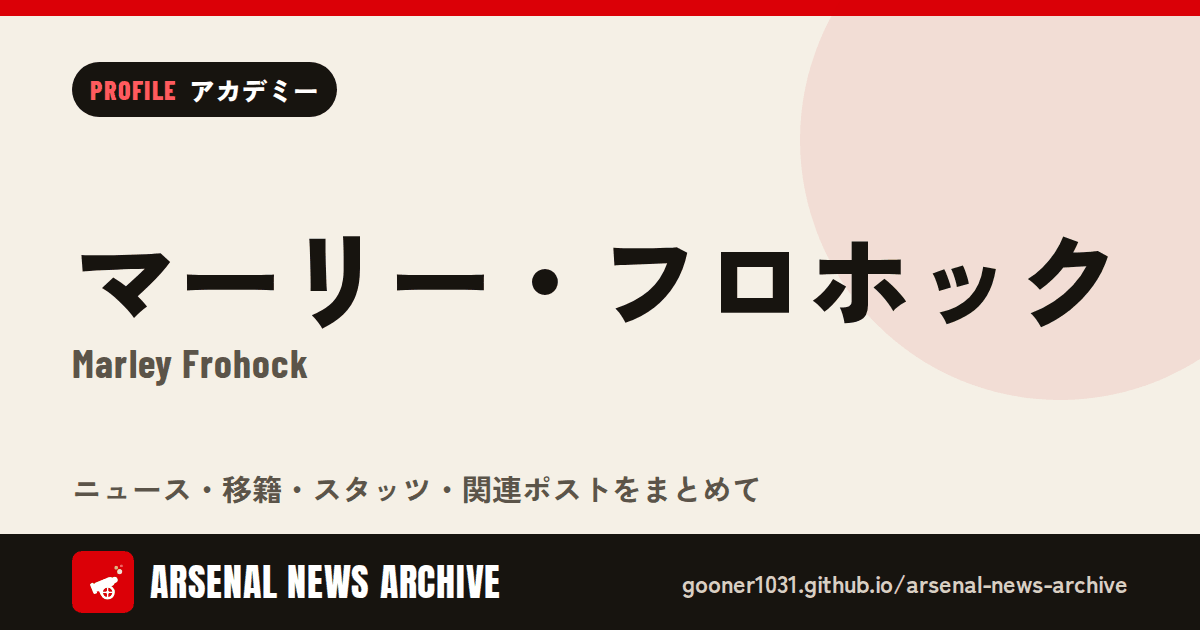 PROFILE アカデミー
マーリー・フロホック
Marley Frohock
ニュース・移籍・スタッツ・関連ポストをまとめて
ARSENAL NEWS ARCHIVE
gooner1031.github.io/arsenal-news-archive